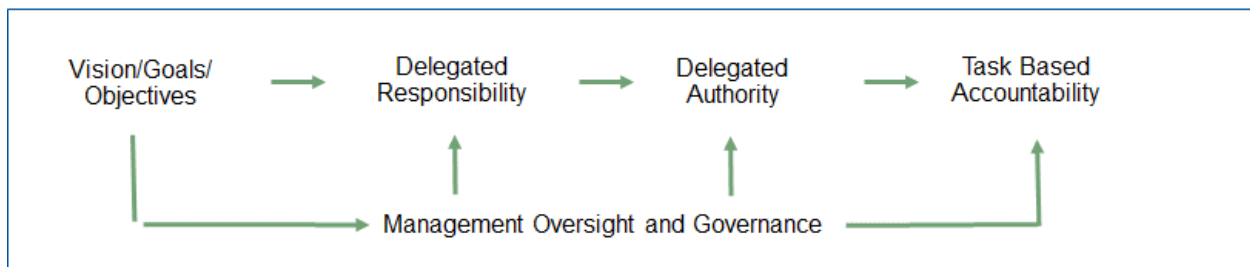 Vision/Goals/
Objectives
Delegated
Responsibility
Delegated
Authority
Task Based
Accountability
Management Oversight and Governance